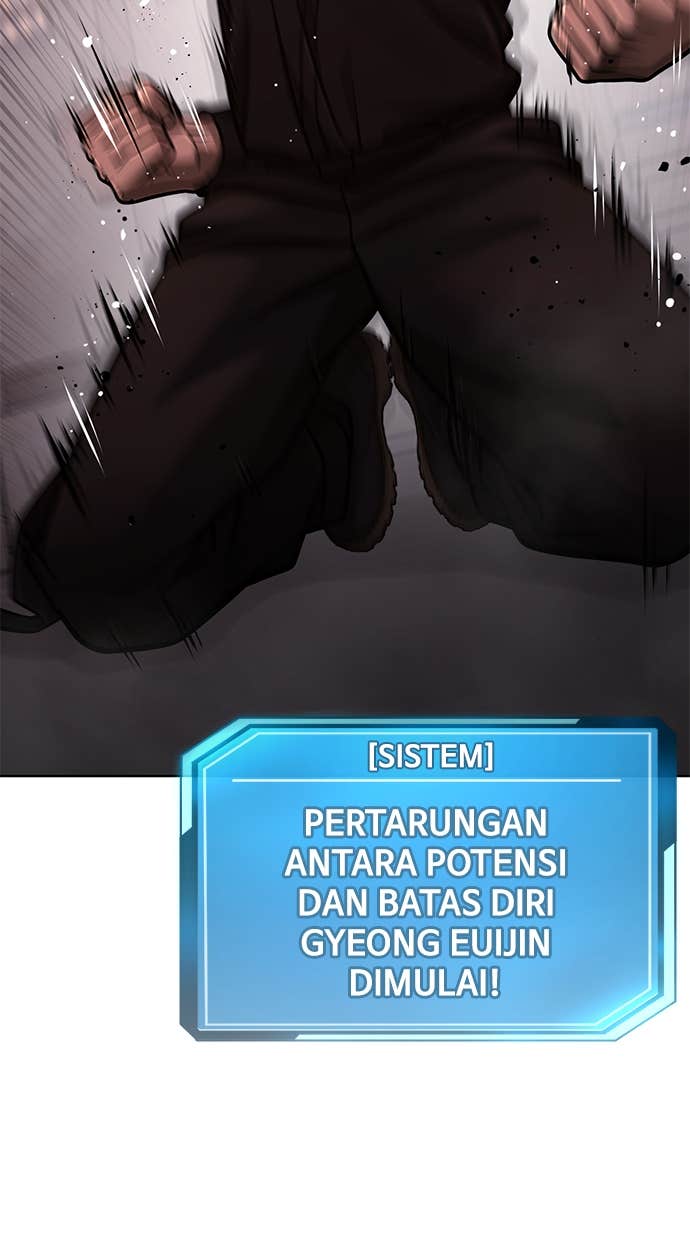 [SISTEM]
PERTARUNGAN
ANTARA POTENSI
DAN BATAS DIRI
GYEONG EUIJIN
DIMULAI!